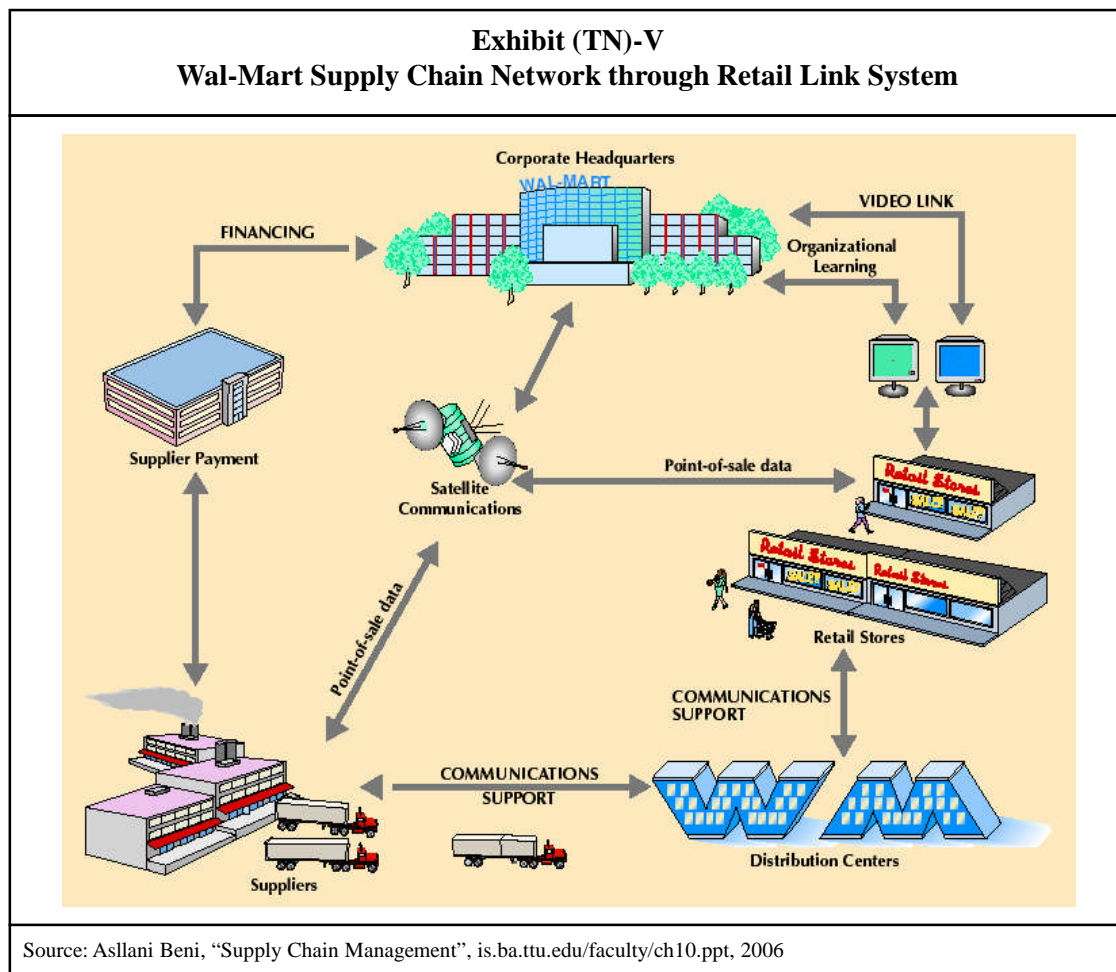 Exhibit (TN)-V
Wal-Mart Supply Chain Network through Retail Link System
Corporate Headquarters
WAL-MART
VIDEO LINK
FINANCING
Organizational
Learning
Supplier Payment
Satellite
Communications
Point-of-sale data
Retail Stores
Retail Stores
Retail Stores
Retail Stores
Point-of-sale data
COMMUNICATIONS
SUPPORT
COMMUNICATIONS
SUPPORT
WM
Distribution Centers
Suppliers
Source: Asllani Beni, “Supply Chain Management”, is.ba.ttu.edu/faculty/ch10.ppt, 2006